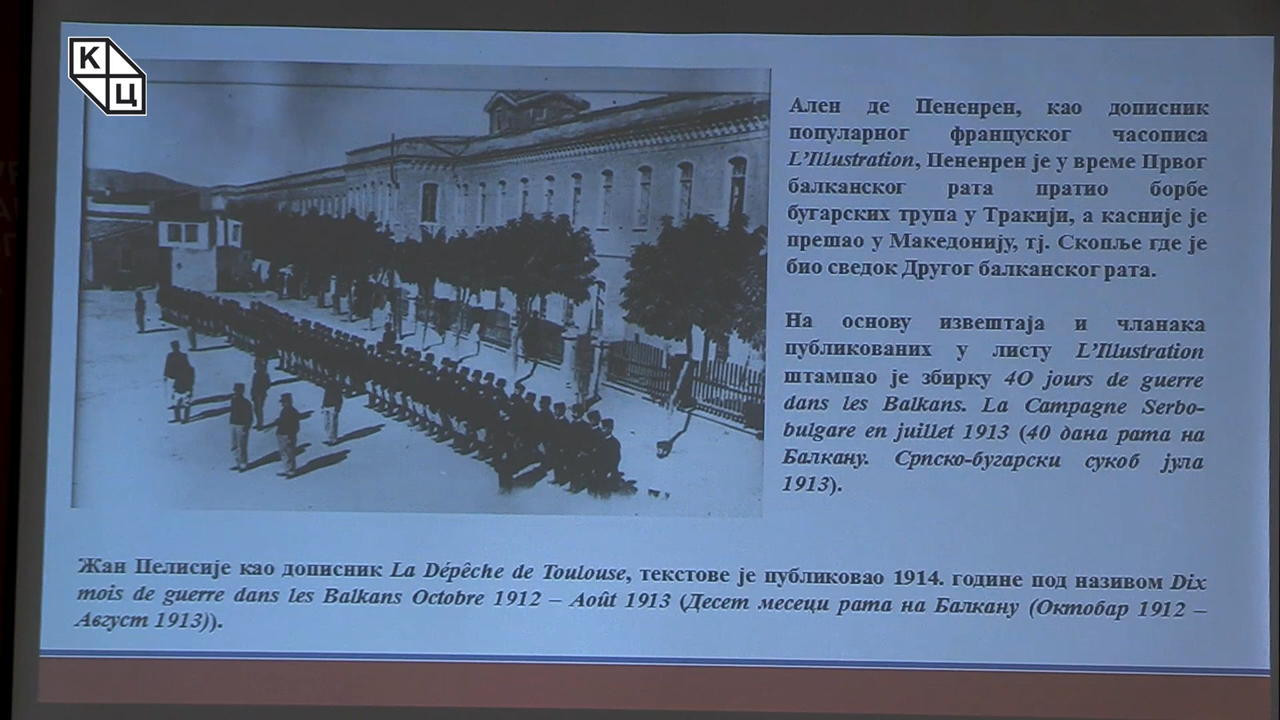 К
Ц
Ален де Пененрен, као дописник
популарног француског часописа
L’Illustration, Пененрен је у време Првог
балканског рата пратио борбе
бугарских трупа у Тракији, а касније је
прешао у Македонију, тј. Скопље где је
био сведок Другог балканског рата.
На основу извештаја и чланака
публикованих у листу L’Illustration
штампао је збирку 4O jours de guerre
dans les Balkans. La Campagne Serbo-
bulgare en juillet 1913 (40 дана рата на
Балкану. Српско-бугарски сукоб јула
1913).
Жан Пелисије као дописник La Dépêche de Toulouse, текстове је публиковао 1914. године под називом Dix
mois de guerre dans les Balkans Octobre 1912 – Août 1913 (Десет месеци рата на Балкану (Октобар 1912 –
Август 1913)).